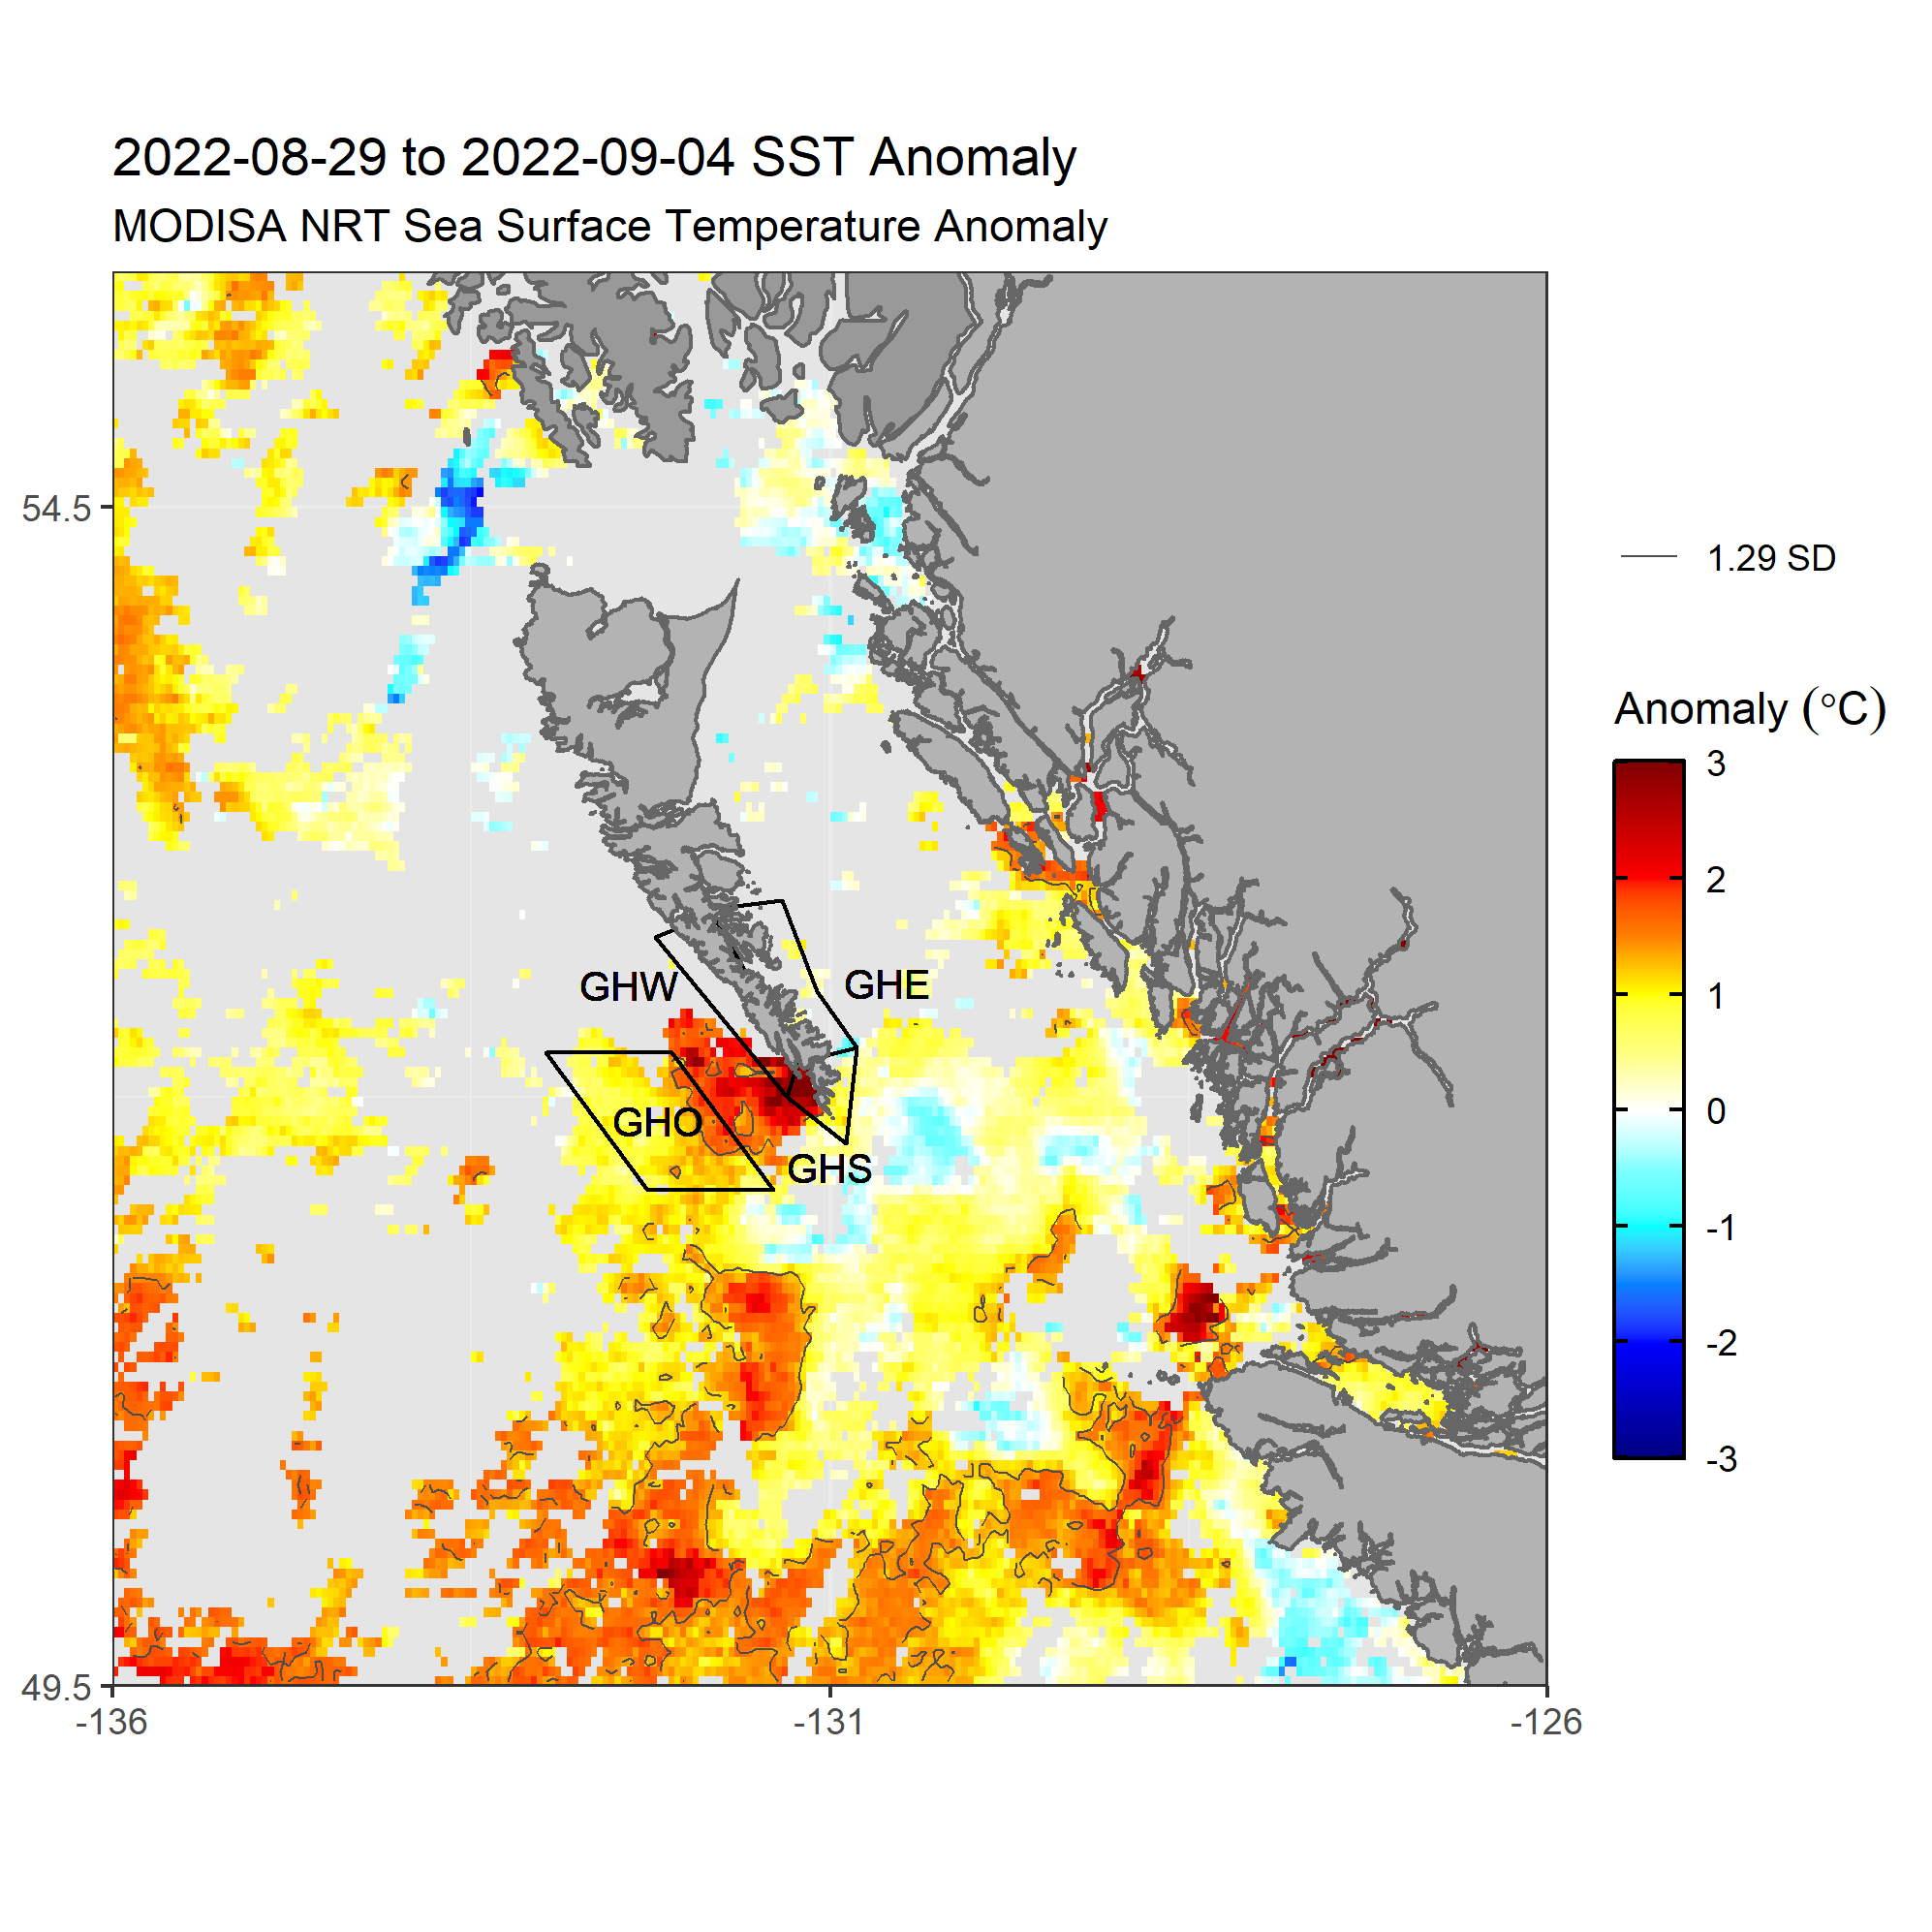 2022-08-29 to 2022-09-04 SST Anomaly
MODISA NRT Sea Surface Temperature Anomaly
54.5
49.5
-136
-131
-126
GHW
GHE
GHO
GHS
1.29 SD
Anomaly (°C)
3
2
1
0
-1
-2
-3